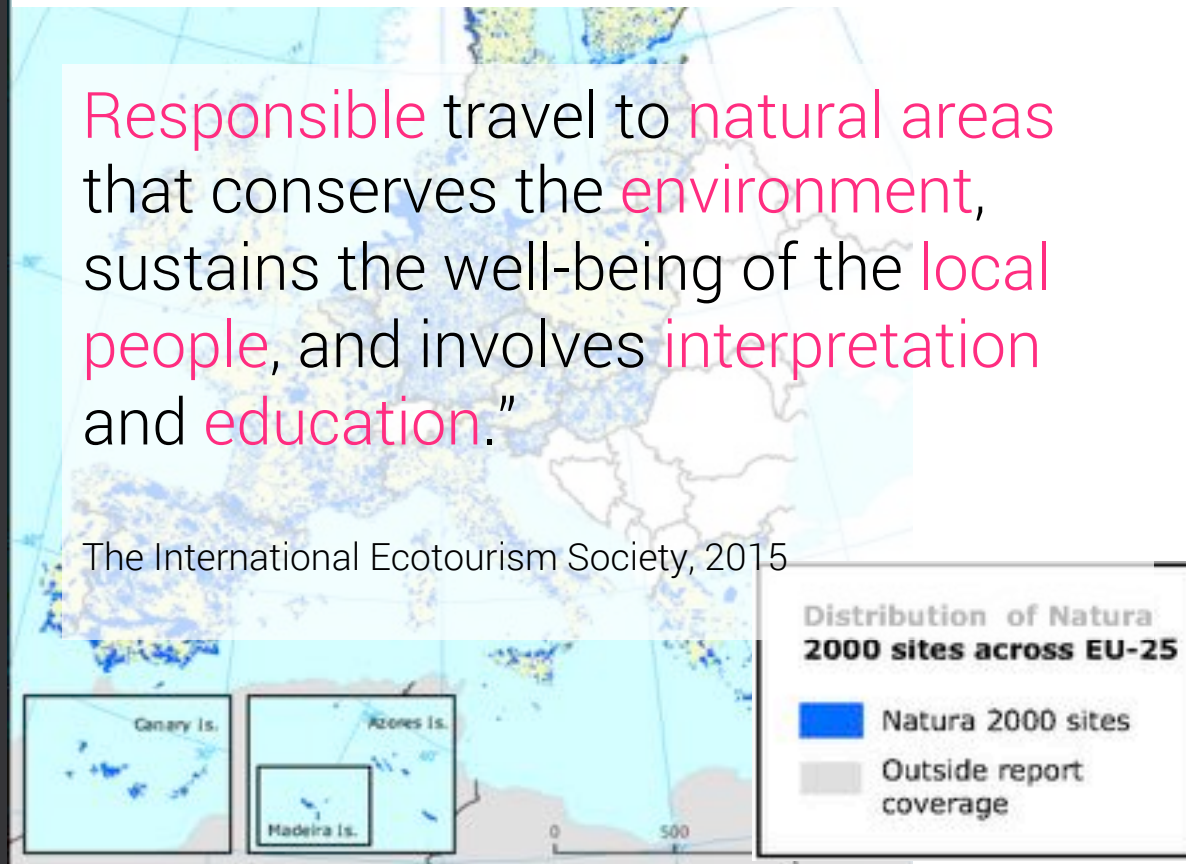 Responsible travel to natural areas
that conserves the environment,
sustains the well-being of the local
people, and involves interpretation
and education.”
The International Ecotourism Society, 2015
Distribution of Natura
2000 sites across EU-25
Natura 2000 sites
Outside report
coverage
Canary Is.
Azores Is.
40°
Madeira Is.
0 500